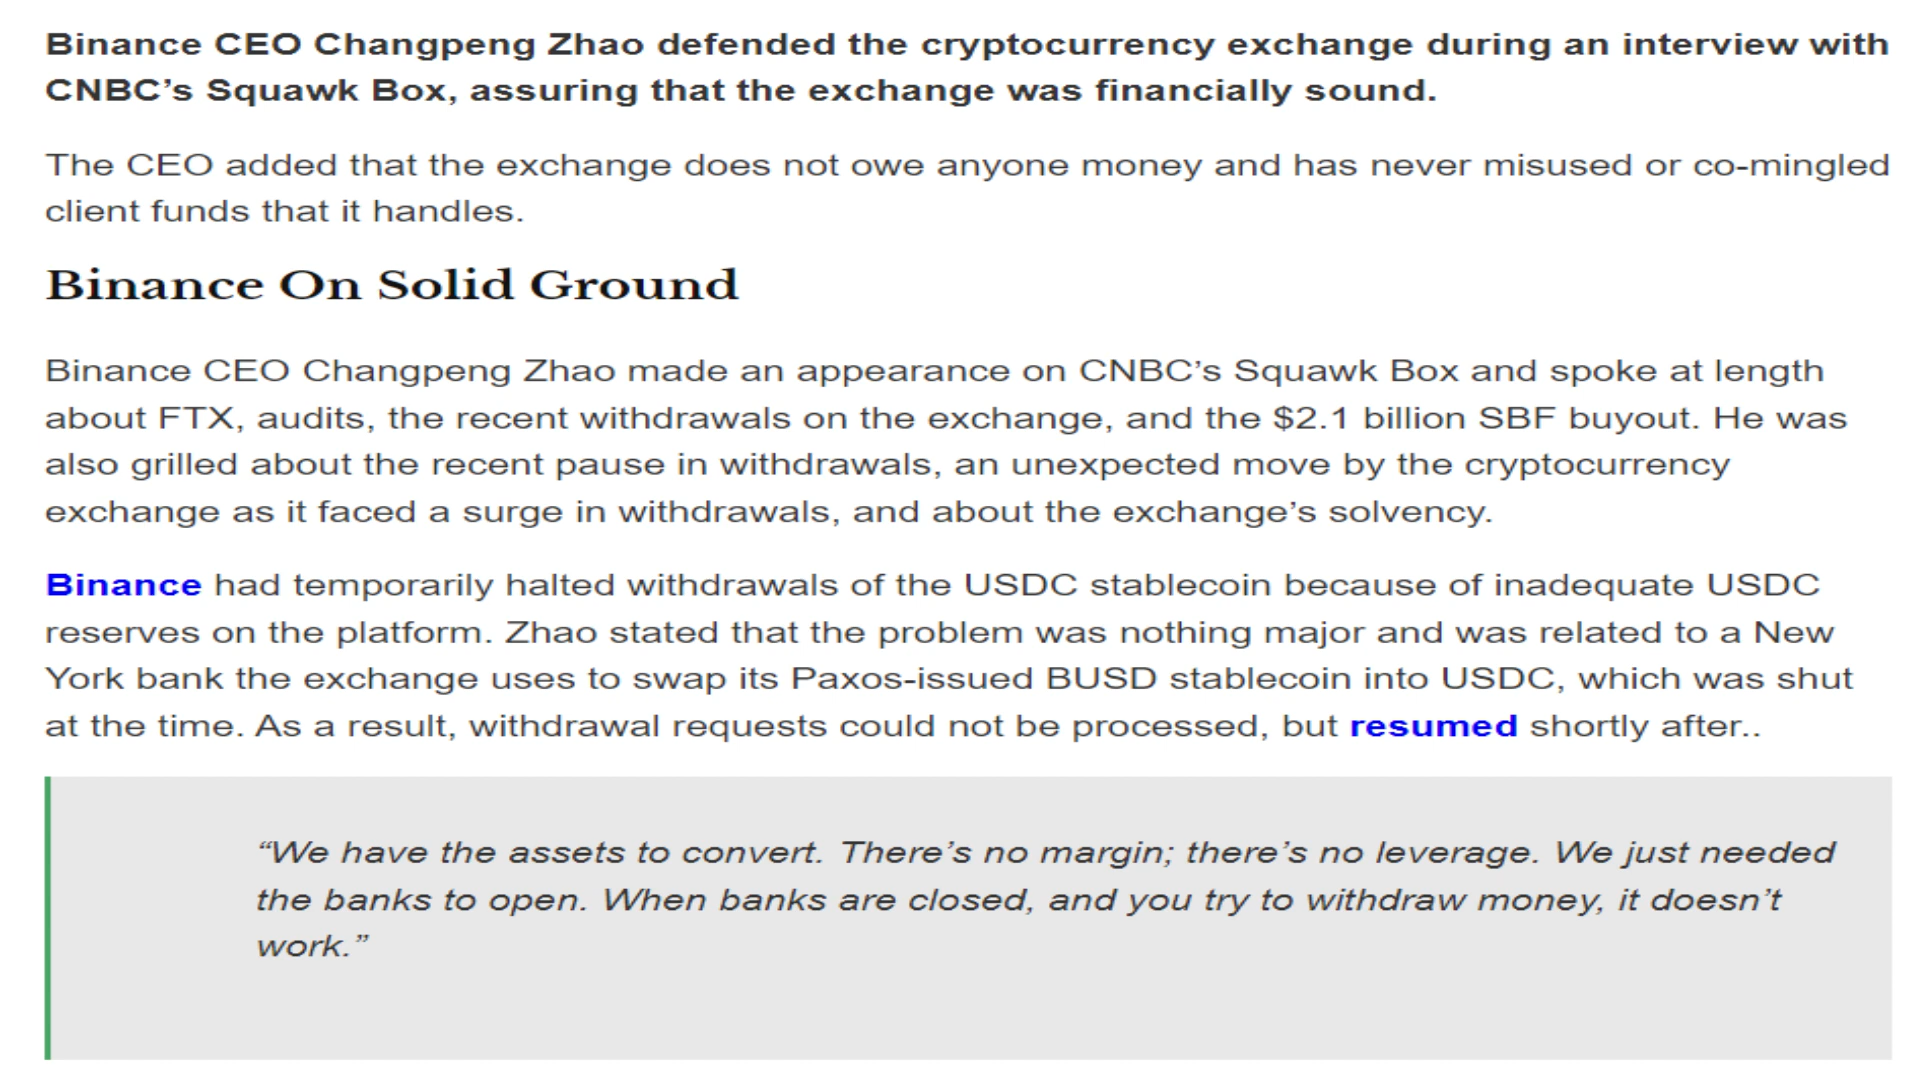 Binance CEO Changpeng Zhao defended the cryptocurrency exchange during an interview with
CNBC’s Squawk Box, assuring that the exchange was financially sound.
The CEO added that the exchange does not owe anyone money and has never misused or co-mingled
client funds that it handles.
Binance On Solid Ground
Binance CEO Changpeng Zhao made an appearance on CNBC’s Squawk Box and spoke at length
about FTX, audits, the recent withdrawals on the exchange, and the $2.1 billion SBF buyout. He was
also grilled about the recent pause in withdrawals, an unexpected move by the cryptocurrency
exchange as it faced a surge in withdrawals, and about the exchange’s solvency.
Binance had temporarily halted withdrawals of the USDC stablecoin because of inadequate USDC
reserves on the platform. Zhao stated that the problem was nothing major and was related to a New
York bank the exchange uses to swap its Paxos-issued BUSD stablecoin into USDC, which was shut
at the time. As a result, withdrawal requests could not be processed, but resumed shortly after..
“We have the assets to convert. There’s no margin; there’s no leverage. We just needed
the banks to open. When banks are closed, and you try to withdraw money, it doesn’t
work.”